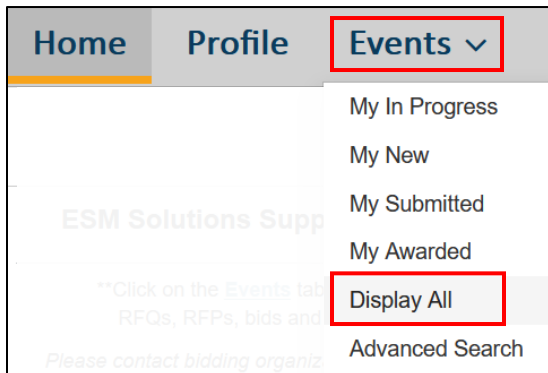 Home Profile Events
My In Progress
My New
My Submitted
My Awarded
Display All
Advanced Search
ESM Solutions Supp
**Click on the Events tab
RFQs, RFPs, bids and
Please contact bidding organiz